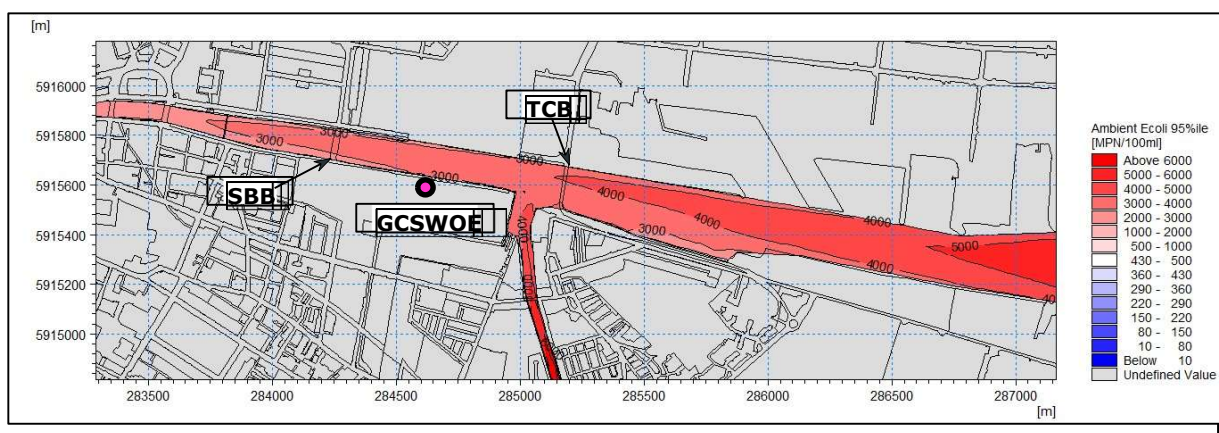 [m]
5916000
5915800
5915600
5915400
5915200
5915000
283500
284000
284500
285000
285500
286000
286500
287000
[m]
TCB
SBB
GCSWOE
3000
3000
3000
3000
4000
4000
4000
3000
4000
4000
5000
Ambient Ecoli 95%ile
[MPN/100ml]
Above 6000
5000 - 6000
4000 - 5000
3000 - 4000
2000 - 3000
1000 - 2000
500 - 1000
430 - 500
360 - 430
290 - 360
220 - 290
150 - 220
80 - 150
10 - 80
Below 10
Undefined Value